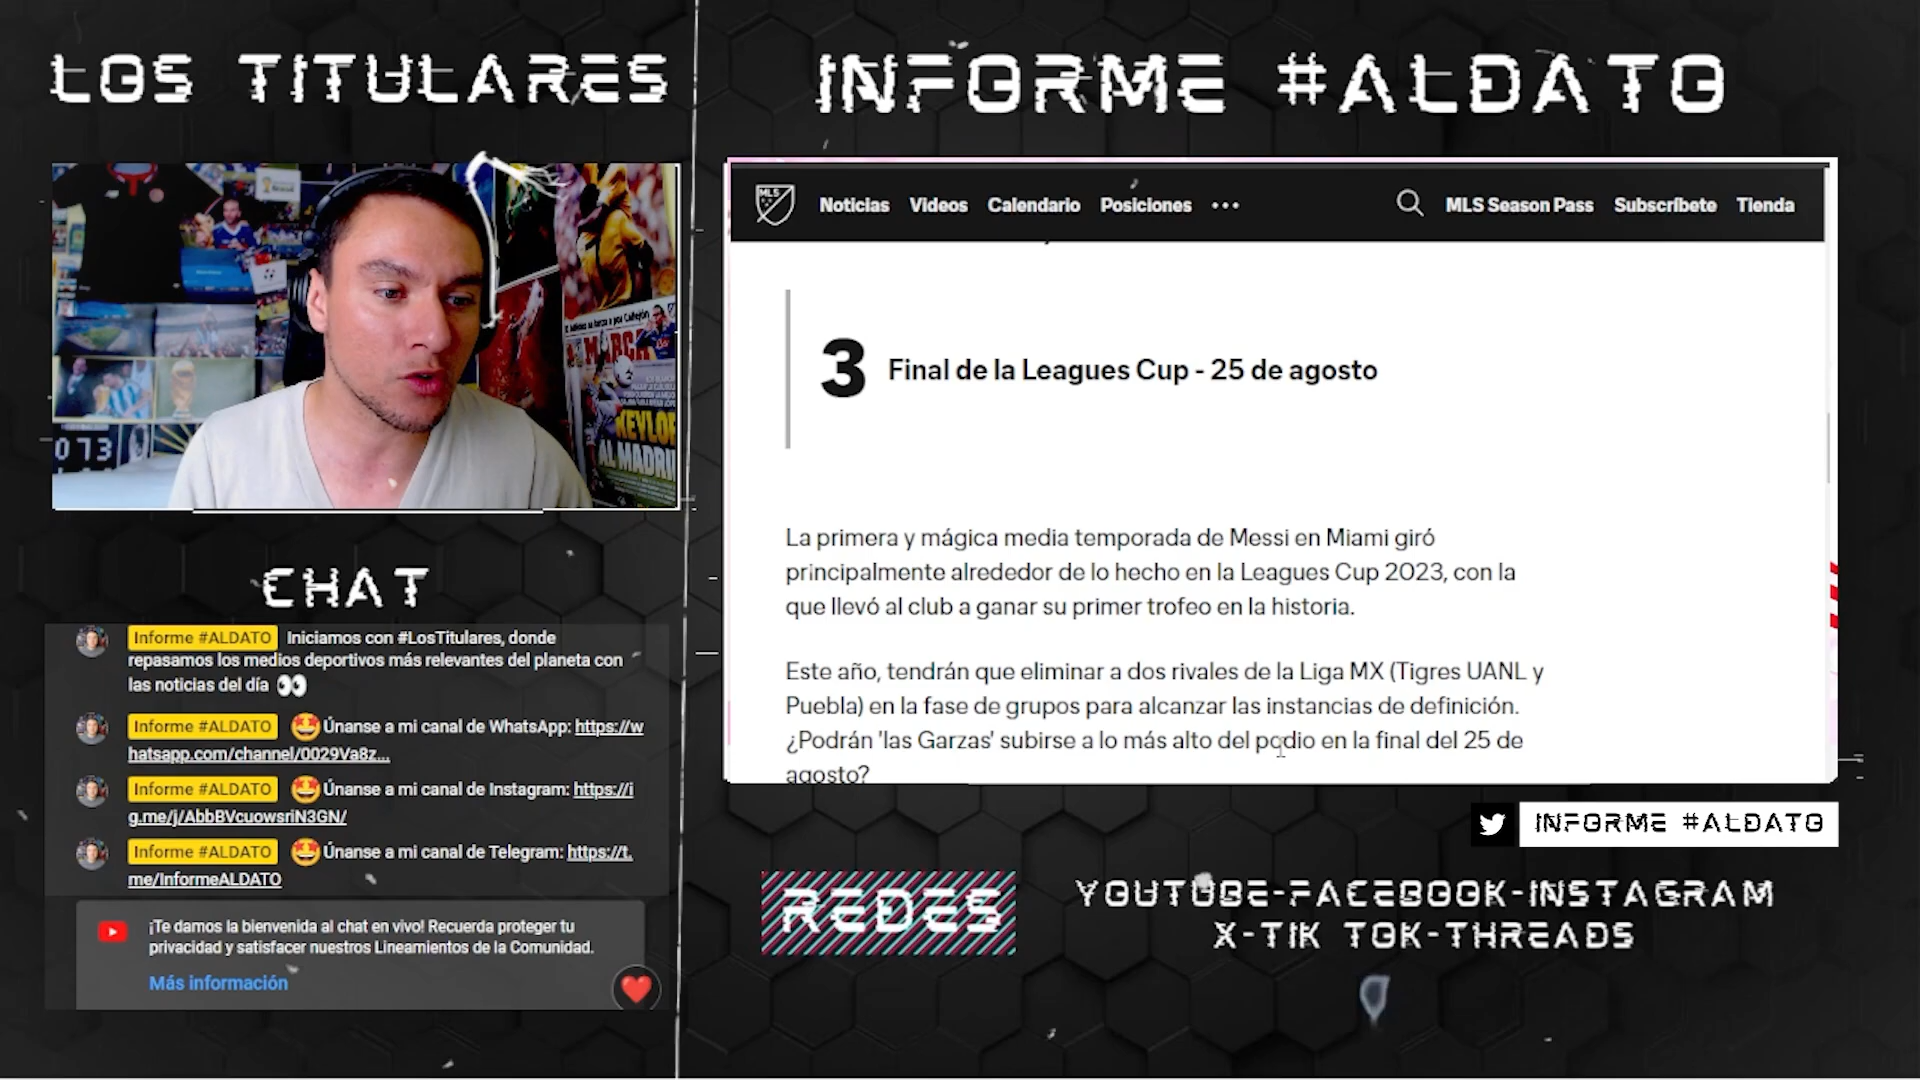 LOS TITULARES
INFORME #ALDATO
MLS
Noticias Videos Calendario Posiciones ••• MLS Season Pass Subscríbete Tienda
3 Final de la Leagues Cup - 25 de agosto
La primera y mágica media temporada de Messi en Miami giró
principalmente alrededor de lo hecho en la Leagues Cup 2023, con la
que llevó al club a ganar su primer trofeo en la historia.
Este año, tendrán que eliminar a dos rivales de la Liga MX (Tigres UANL y
Puebla) en la fase de grupos para alcanzar las instancias de definición.
¿Podrán 'las Garzas' subirse a lo más alto del podio en la final del 25 de
agosto?
MARCA
KEYLOR
AL MADRI
073
CHAT
Informe #ALDATO Iniciamos con #LosTitulares, donde
repasamos los medios deportivos más relevantes del planeta con
las noticias del día 👀
Informe #ALDATO 🤩Únanse a mi canal de WhatsApp: https://w
hatsapp.com/channel/0029Va8z...
Informe #ALDATO 🤩Únanse a mi canal de Instagram: https://i
g.me/j/AbbBVcuowsriN3GN/
Informe #ALDATO 🤩Únanse a mi canal de Telegram: https://t.
me/InformeALDATO
¡Te damos la bienvenida al chat en vivo! Recuerda proteger tu
privacidad y satisfacer nuestros Lineamientos de la Comunidad.
Más información
INFORME #ALDATO
REDES
YOUTUBE-FACEBOOK-INSTAGRAM
X-TIK TOK-THREADS